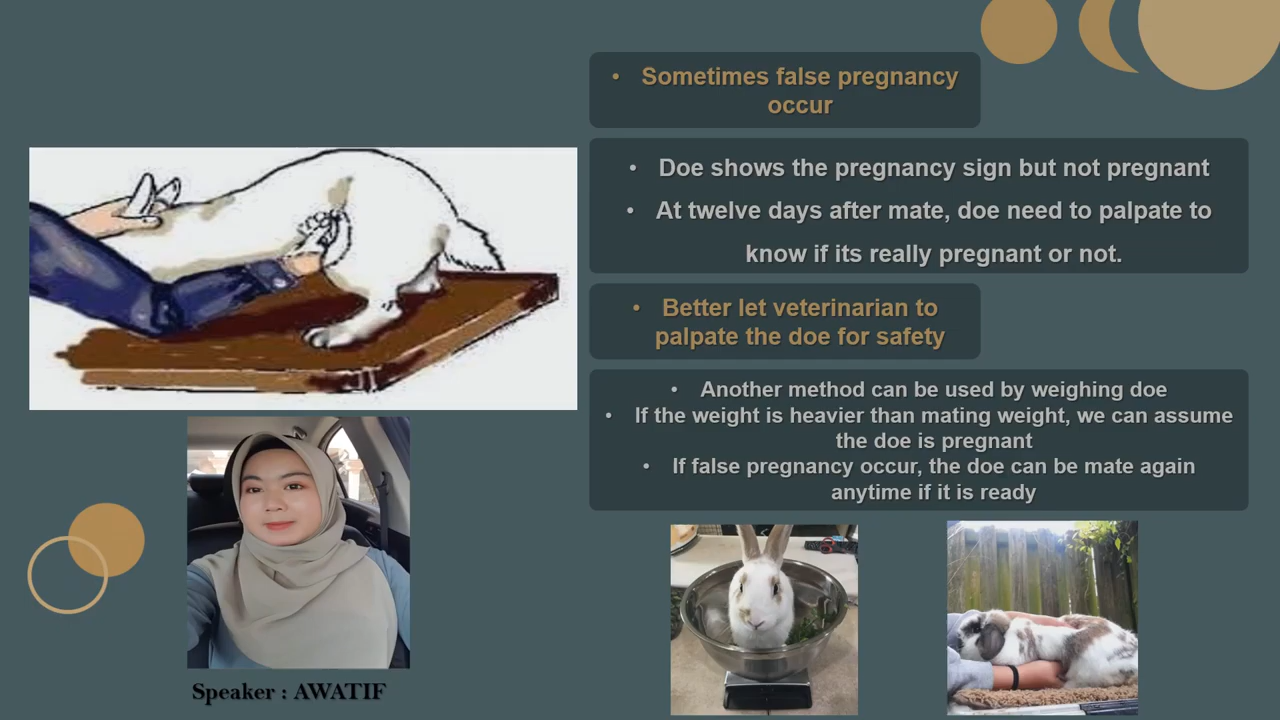 • Sometimes false pregnancy
occur
• Doe shows the pregnancy sign but not pregnant
• At twelve days after mate, doe need to palpate to
know if its really pregnant or not.
• Better let veterinarian to
palpate the doe for safety
• Another method can be used by weighing doe
• If the weight is heavier than mating weight, we can assume
the doe is pregnant
• If false pregnancy occur, the doe can be mate again
anytime if it is ready
Speaker : AWATIF